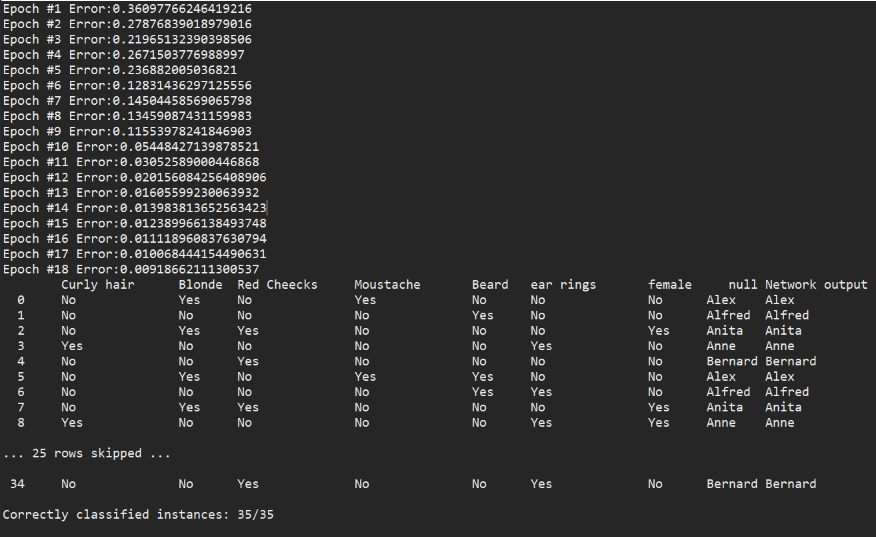 Epoch #1 Error:0.36097766246419216
Epoch #2 Error:0.27876839018979016
Epoch #3 Error:0.21965132390398506
Epoch #4 Error:0.2671503776988997
Epoch #5 Error:0.236882005036821
Epoch #6 Error:0.12831436297125556
Epoch #7 Error:0.14504458569065798
Epoch #8 Error:0.13459087431159983
Epoch #9 Error:0.11553978241846903
Epoch #10 Error:0.05448427139878521
Epoch #11 Error:0.03052589000446868
Epoch #12 Error:0.020156084256408906
Epoch #13 Error:0.01605599230063932
Epoch #14 Error:0.013983813652563423
Epoch #15 Error:0.012389966138493748
Epoch #16 Error:0.011118960837630794
Epoch #17 Error:0.010068444154490631
Epoch #18 Error:0.00918662111300537
Curly hair Blonde Red Cheecks Moustache Beard ear rings female null Network output
0 No Yes No Yes No No No Alex Alex
1 No No No No Yes No No Alfred Alfred
2 No Yes Yes No No No Yes Anita Anita
3 Yes No No No No Yes No Anne Anne
4 No No Yes No No No No Bernard Bernard
5 No Yes No Yes Yes No No Alex Alex
6 No No No No Yes Yes No Alfred Alfred
7 No Yes Yes No No No Yes Anita Anita
8 Yes No No No No Yes Yes Anne Anne
... 25 rows skipped ...
34 No No Yes No No Yes No Bernard Bernard
Correctly classified instances: 35/35